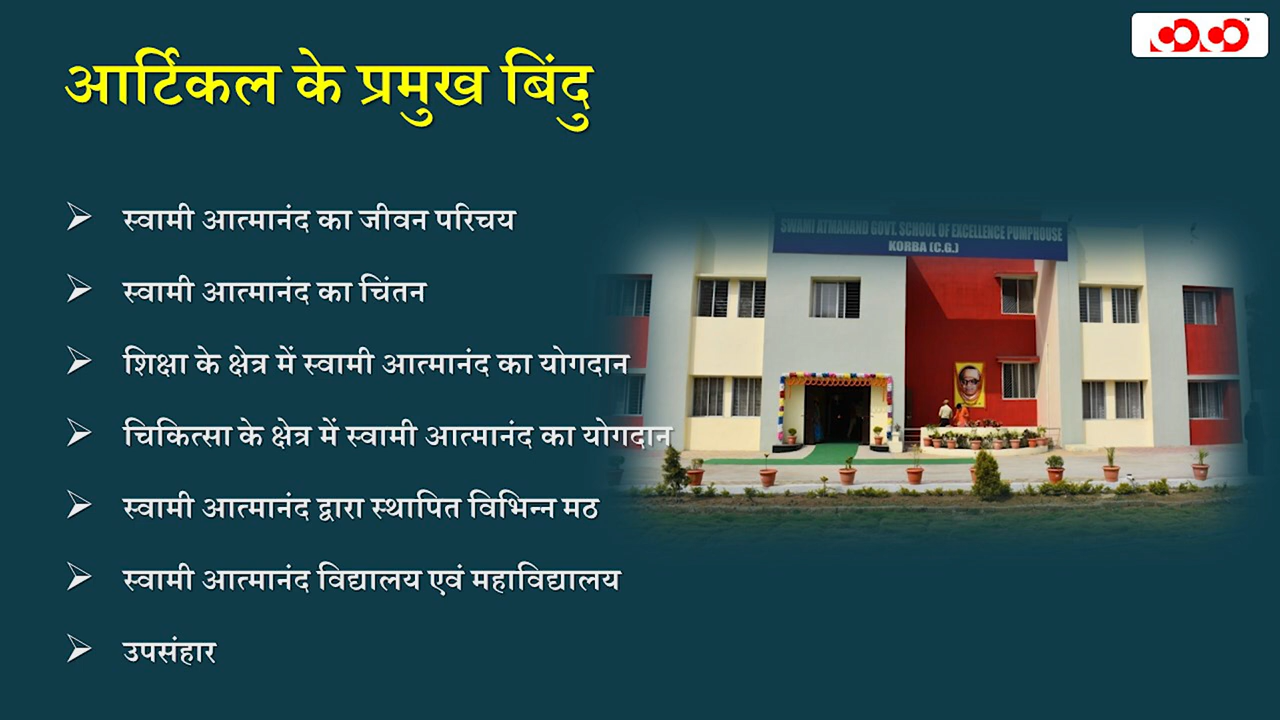 आर्टिकल के प्रमुख बिंदु
स्वामी आत्मानंद का जीवन परिचय
स्वामी आत्मानंद का चिंतन
शिक्षा के क्षेत्र में स्वामी आत्मानंद का योगदान
चिकित्सा के क्षेत्र में स्वामी आत्मानंद का योगदान
स्वामी आत्मानंद द्वारा स्थापित विभिन्न मठ
स्वामी आत्मानंद विद्यालय एवं महाविद्यालय
उपसंहार
SWAMI ATMANAND GOVT. SCHOOL OF EXCELLENCE PUMPHOUSE
KORBA (C.G.)